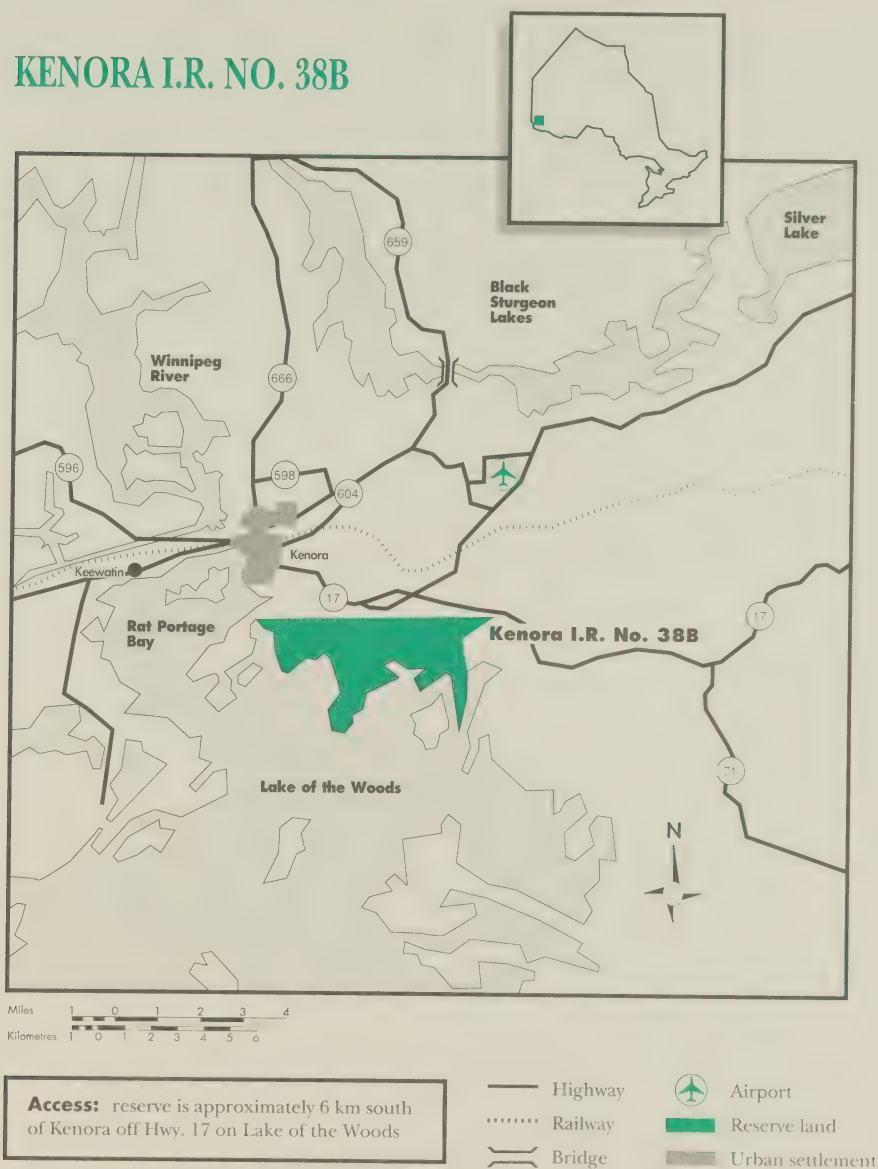 KENORA I.R. NO. 38B
Silver
Lake
659
Black
Sturgeon
Lakes
Winnipeg
River
666
596
598
604
Kenora
Keewatin
17
17
Rat Portage
Bay
Kenora I.R. No. 38B
71
Lake of the Woods
N
Miles 1 0 1 2 3 4
Kilometres 1 0 1 2 3 4 5 6
Access: reserve is approximately 6 km south
of Kenora off Hwy. 17 on Lake of the Woods
Highway
Railway
Bridge
Airport
Reserve land
Urban settlement